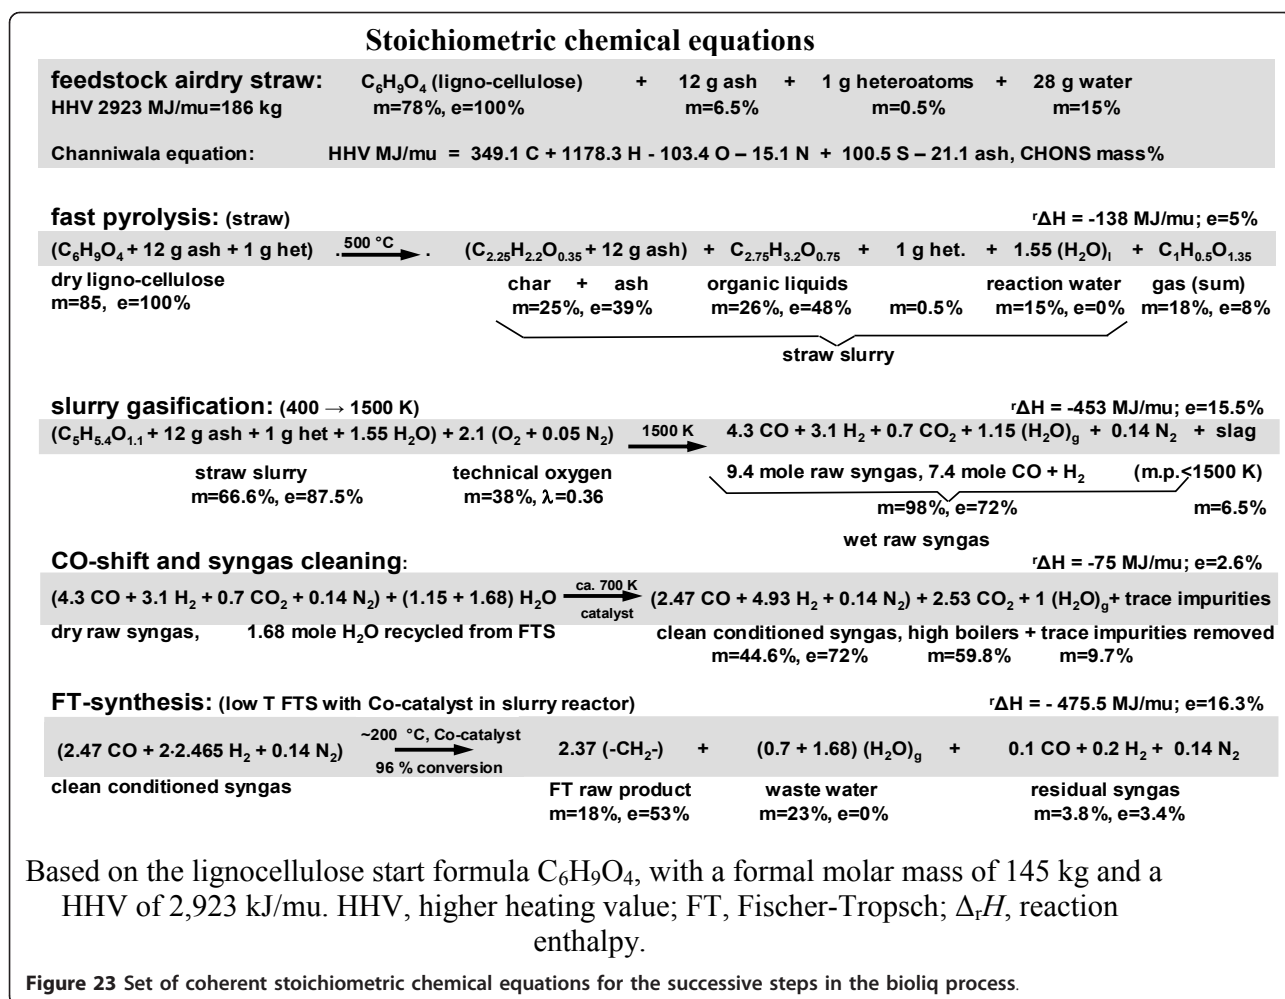 Stoichiometric chemical equations
feedstock airdry straw: C₆H₉O₄ (ligno-cellulose) + 12 g ash + 1 g heteroatoms + 28 g water
HHV 2923 MJ/mu=186 kg m=78%, e=100% m=6.5% m=0.5% m=15%
Channiwala equation: HHV MJ/mu = 349.1 C + 1178.3 H - 103.4 O – 15.1 N + 100.5 S – 21.1 ash, CHONS mass%
fast pyrolysis: (straw) ʳΔH = -138 MJ/mu; e=5%
(C₆H₉O₄ + 12 g ash + 1 g het) 500 °C . (C₂.₂₅H₂.₂O₀.₃₅ + 12 g ash) + C₂.₇₅H₃.₂O₀.₇₅ + 1 g het. + 1.55 (H₂O)ₗ + C₁H₀.₅O₁.₃₅
dry ligno-cellulose char + ash organic liquids reaction water gas (sum)
m=85, e=100% m=25%, e=39% m=26%, e=48% m=0.5% m=15%, e=0% m=18%, e=8%
straw slurry
slurry gasification: (400 → 1500 K) ʳΔH = -453 MJ/mu; e=15.5%
(C₅H₅.₄O₁.₁ + 12 g ash + 1 g het + 1.55 H₂O) + 2.1 (O₂ + 0.05 N₂) 1500 K 4.3 CO + 3.1 H₂ + 0.7 CO₂ + 1.15 (H₂O)g + 0.14 N₂ + slag
straw slurry technical oxygen 9.4 mole raw syngas, 7.4 mole CO + H₂ (m.p.<1500 K)
m=66.6%, e=87.5% m=38%, λ=0.36 m=98%, e=72% m=6.5%
wet raw syngas
CO-shift and syngas cleaning: ʳΔH = -75 MJ/mu; e=2.6%
(4.3 CO + 3.1 H₂ + 0.7 CO₂ + 0.14 N₂) + (1.15 + 1.68) H₂O ca. 700 K catalyst (2.47 CO + 4.93 H₂ + 0.14 N₂) + 2.53 CO₂ + 1 (H₂O)g + trace impurities
dry raw syngas, 1.68 mole H₂O recycled from FTS clean conditioned syngas, high boilers + trace impurities removed
m=44.6%, e=72% m=59.8% m=9.7%
FT-synthesis: (low T FTS with Co-catalyst in slurry reactor) ʳΔH = - 475.5 MJ/mu; e=16.3%
(2.47 CO + 2·2.465 H₂ + 0.14 N₂) ~200 °C, Co-catalyst 96 % conversion 2.37 (-CH₂-) + (0.7 + 1.68) (H₂O)g + 0.1 CO + 0.2 H₂ + 0.14 N₂
clean conditioned syngas FT raw product waste water residual syngas
m=18%, e=53% m=23%, e=0% m=3.8%, e=3.4%
Based on the lignocellulose start formula C₆H₉O₄, with a formal molar mass of 145 kg and a
HHV of 2,923 kJ/mu. HHV, higher heating value; FT, Fischer-Tropsch; ΔᵣH, reaction
enthalpy.
Figure 23 Set of coherent stoichiometric chemical equations for the successive steps in the bioliq process.